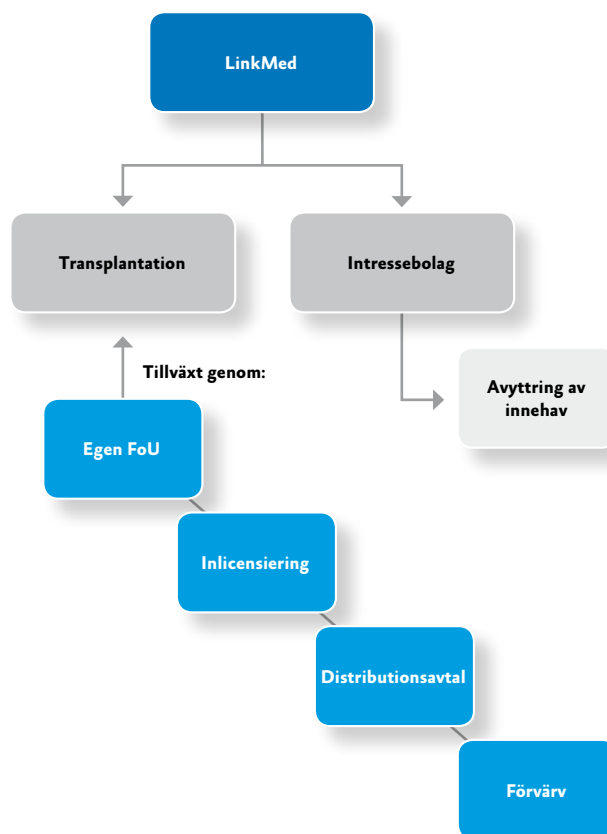 LinkMed
Transplantation
Intressebolag
Tillväxt genom:
Avyttring av
innehav
Egen FoU
Inlicensiering
Distributionsavtal
Förvärv